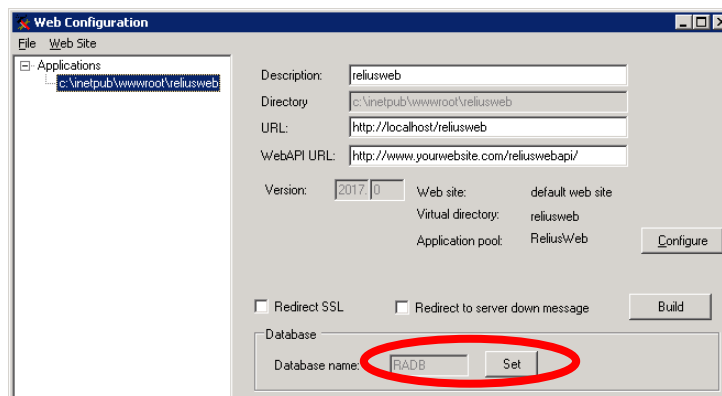 Web Configuration
File Web Site
Applications
c:\inetpub\wwwroot\reliusweb
Description: reliusweb
Directory c:\inetpub\wwwroot\reliusweb
URL: http://localhost/reliusweb
WebAPI URL: http://www.yourwebsite.com/reliuswebapi/
Version: 2017. 0 Web site: default web site
Virtual directory: reliusweb
Application pool: ReliusWeb Configure
Redirect SSL Redirect to server down message Build
Database
Database name: RADB Set